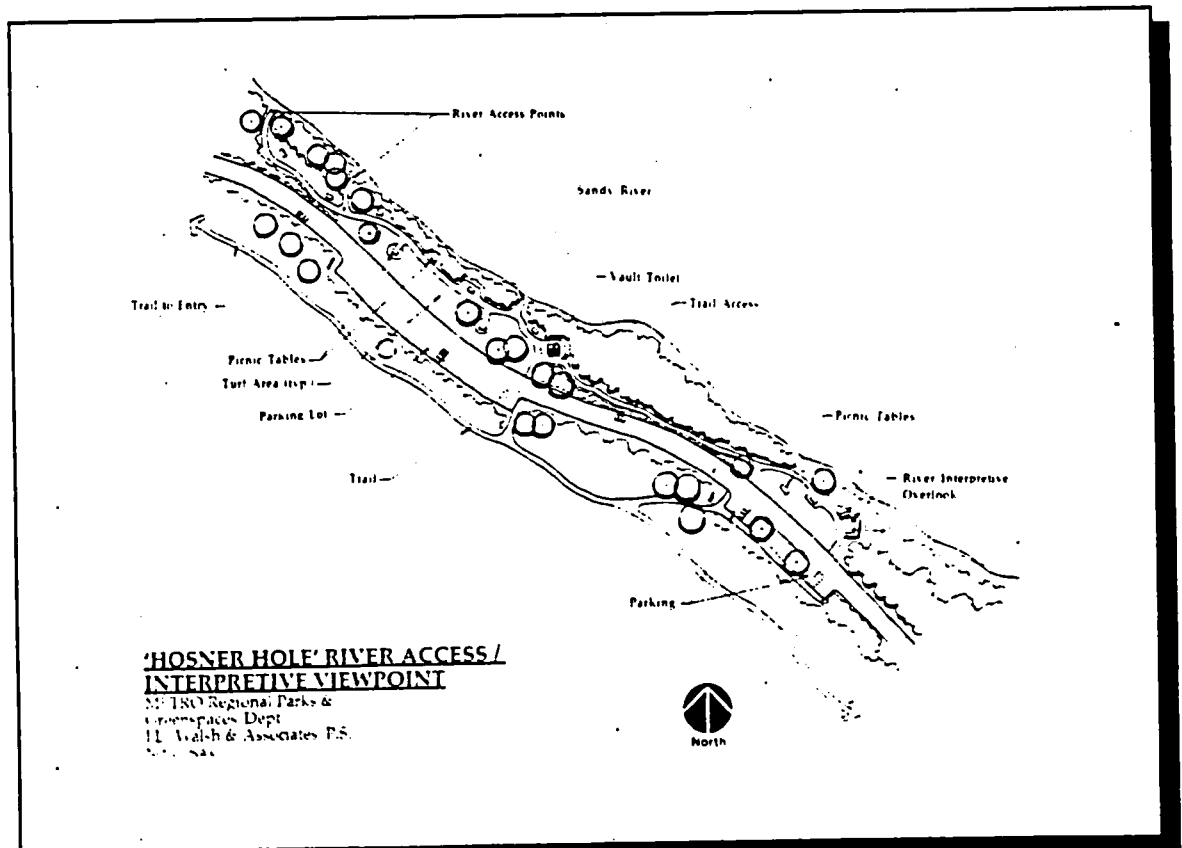 River Access Points
Sandy River
Vault Toilet
Trail Access
Trail to Entry
Picnic Tables
Turf Area (typ)
Parking Lot
Picnic Tables
Trail
River Interpretive
Overlook
Parking
'HOSNER HOLE' RIVER ACCESS /
INTERPRETIVE VIEWPOINT
METRO Regional Parks &
Greenspaces Dept
Walsh & Associates P.S.
North